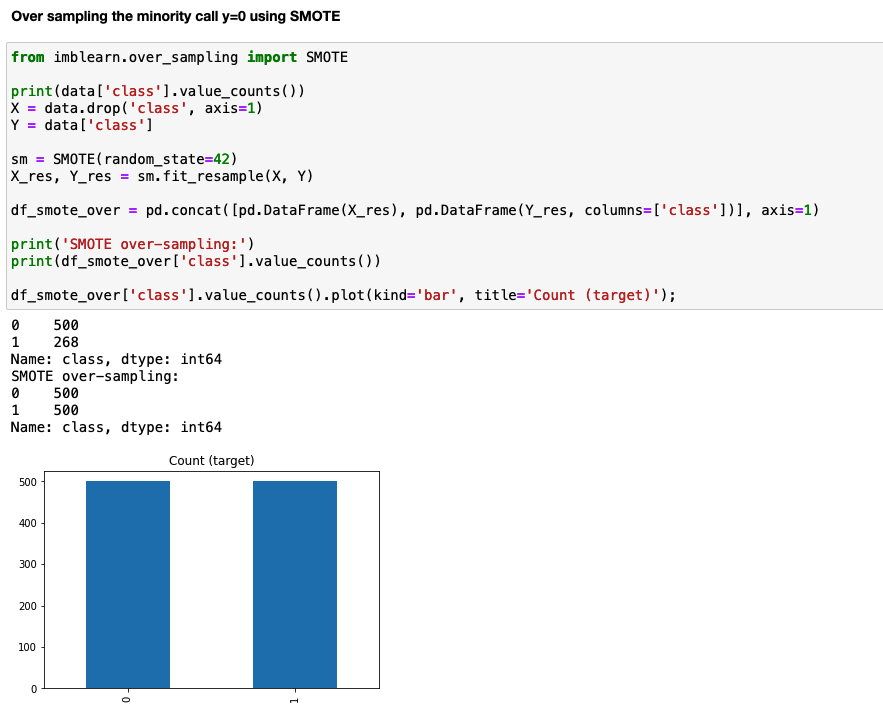 Over sampling the minority call y=0 using SMOTE
from imblearn.over_sampling import SMOTE
print(data['class'].value_counts())
X = data.drop('class', axis=1)
Y = data['class']
sm = SMOTE(random_state=42)
X_res, Y_res = sm.fit_resample(X, Y)
df_smote_over = pd.concat([pd.DataFrame(X_res), pd.DataFrame(Y_res, columns=['class'])], axis=1)
print('SMOTE over-sampling:')
print(df_smote_over['class'].value_counts())
df_smote_over['class'].value_counts().plot(kind='bar', title='Count (target)');
0    500
1    268
Name: class, dtype: int64
SMOTE over-sampling:
0    500
1    500
Name: class, dtype: int64
Count (target)
500
400
300
200
100
0
0 1